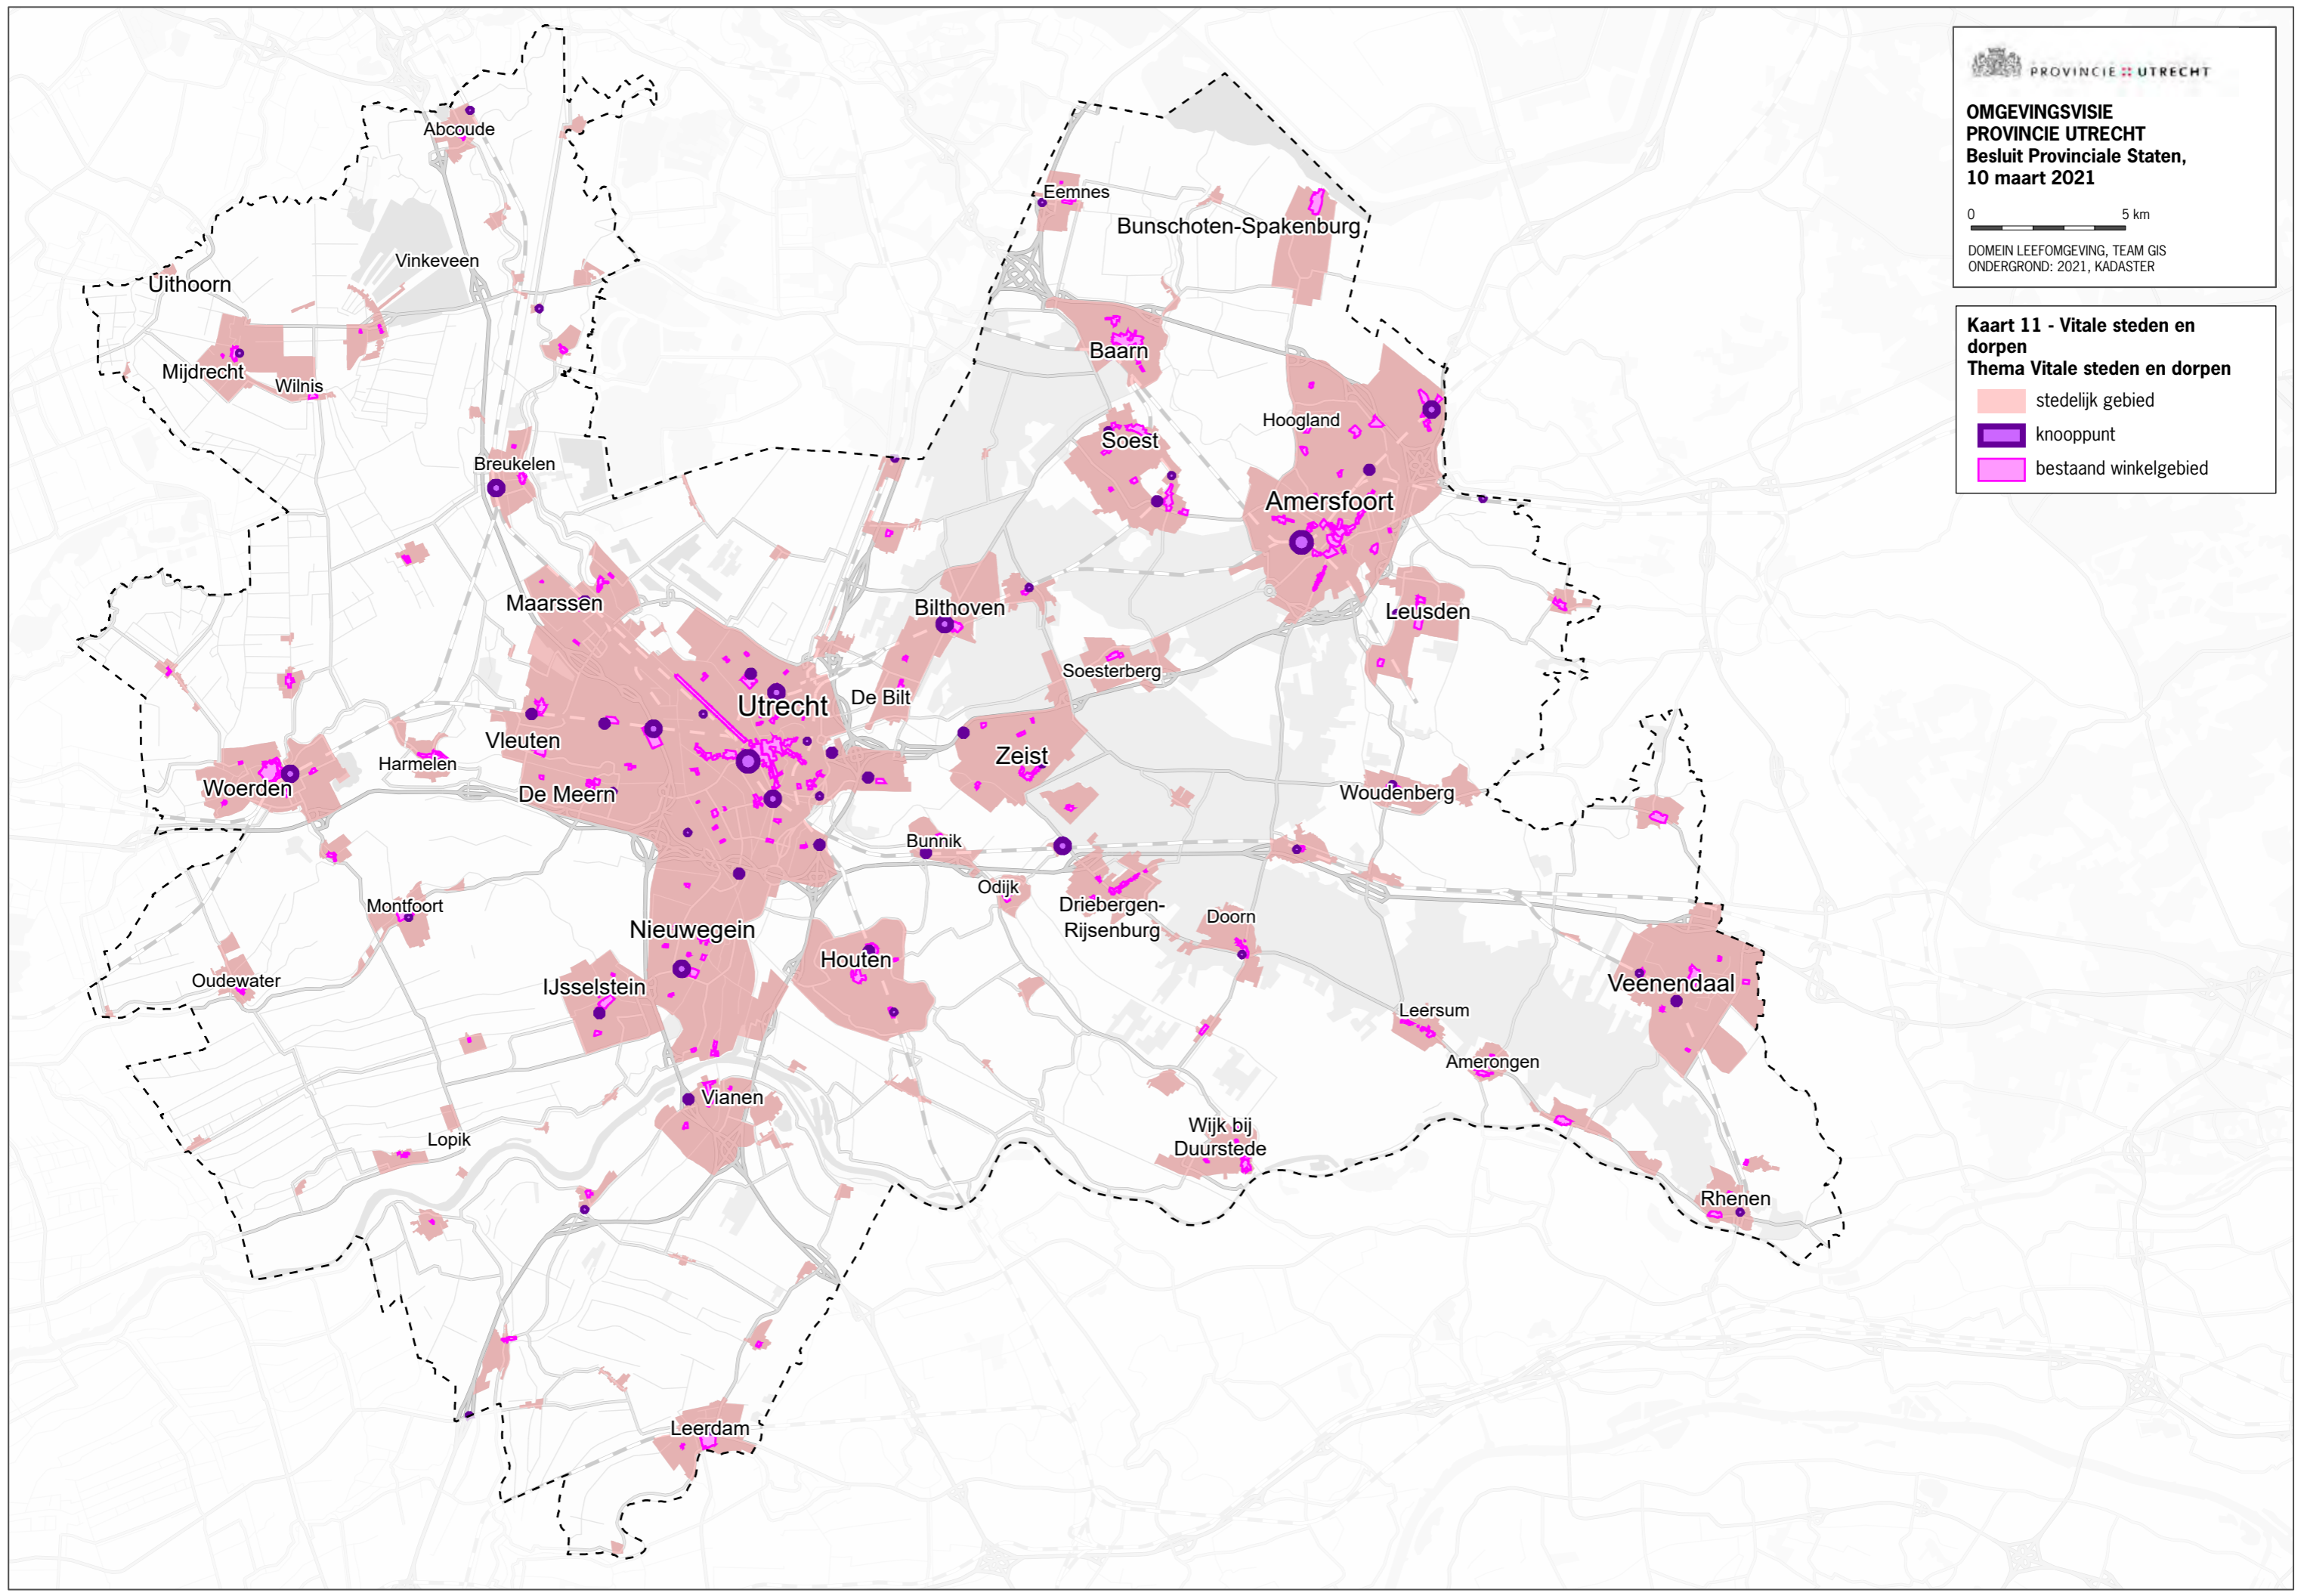 PROVINCIE UTRECHT
OMGEVINGSVISIE
PROVINCIE UTRECHT
Besluit Provinciale Staten,
10 maart 2021
0 5 km
DOMEIN LEEFOMGEVING, TEAM GIS
ONDERGROND: 2021, KADASTER
Kaart 11 - Vitale steden en
dorpen
Thema Vitale steden en dorpen
stedelijk gebied
knooppunt
bestaand winkelgebied
Abcoude
Eemnes
Bunschoten-Spakenburg
Vinkeveen
Uithoorn
Baarn
Mijdrecht
Wilnis
Hoogland
Soest
Breukelen
Amersfoort
Maarssen
Bilthoven
Leusden
Soesterberg
De Bilt
Utrecht
Vleuten
Zeist
Harmelen
Woerden
De Meern
Woudenberg
Bunnik
Odijk
Montfoort
Driebergen-
Rijsenburg
Doorn
Nieuwegein
Houten
Oudewater
IJsselstein
Veenendaal
Leersum
Amerongen
Vianen
Wijk bij
Duurstede
Lopik
Rhenen
Leerdam